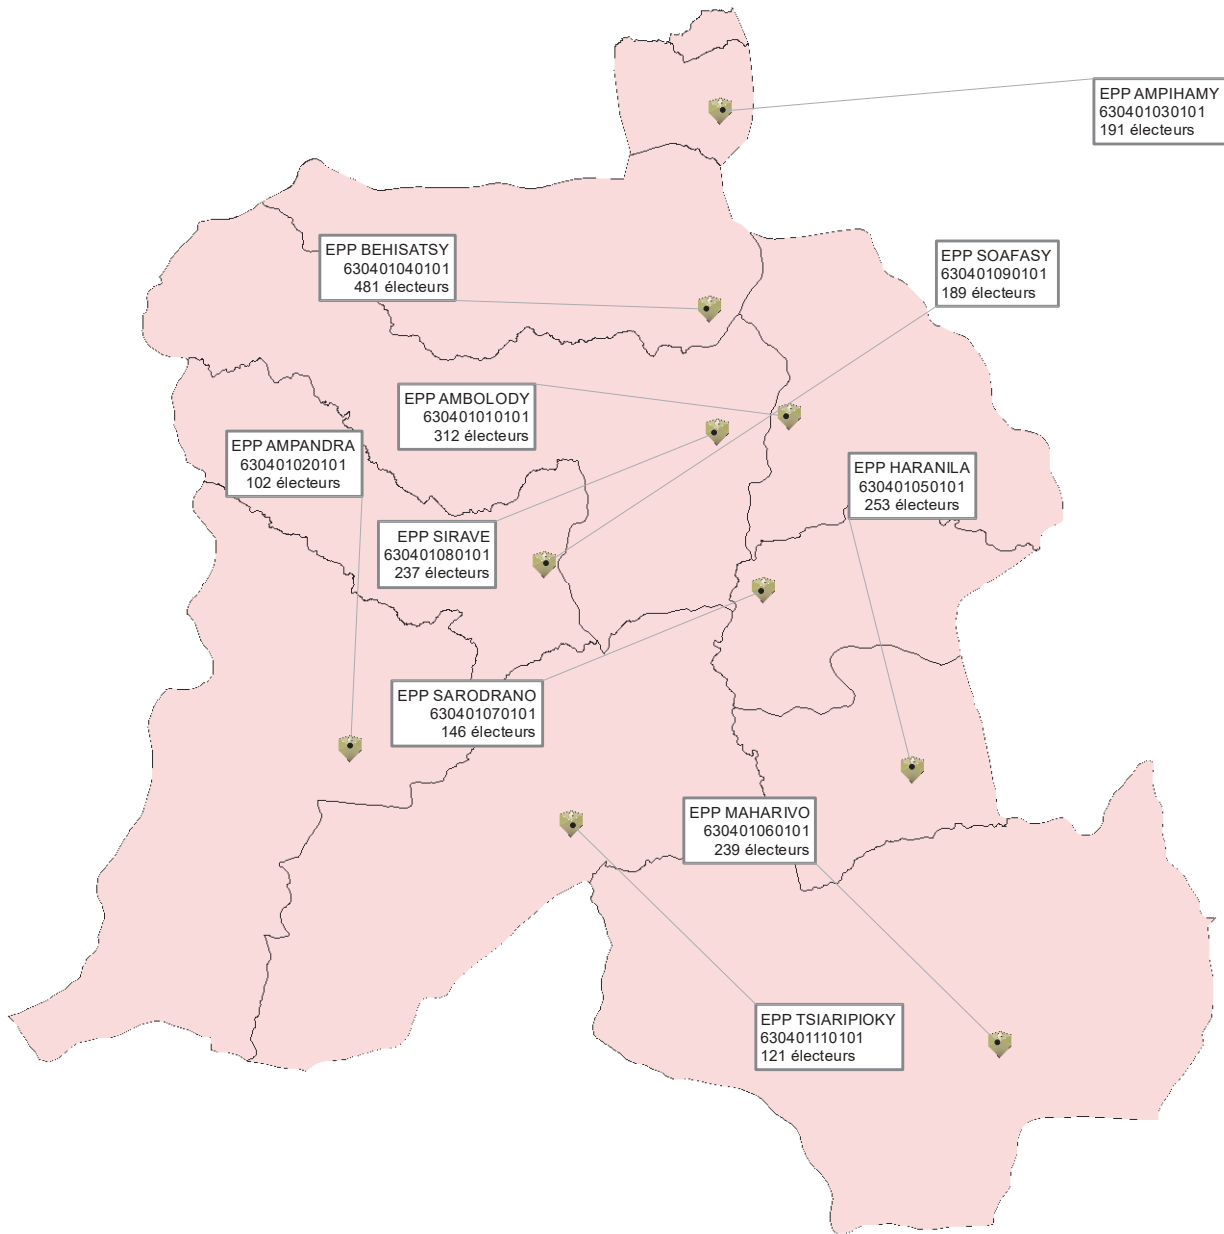 EPP AMPIHAMY
630401030101
191 électeurs
EPP BEHISATSY
630401040101
481 électeurs
EPP SOAFASY
630401090101
189 électeurs
EPP AMBOLODY
630401010101
312 électeurs
EPP AMPANDRA
630401020101
102 électeurs
EPP HARANILA
630401050101
253 électeurs
EPP SIRAVE
630401080101
237 électeurs
EPP SARODRANO
630401070101
146 électeurs
EPP MAHARIVO
630401060101
239 électeurs
EPP TSIARIPIOKY
630401110101
121 électeurs